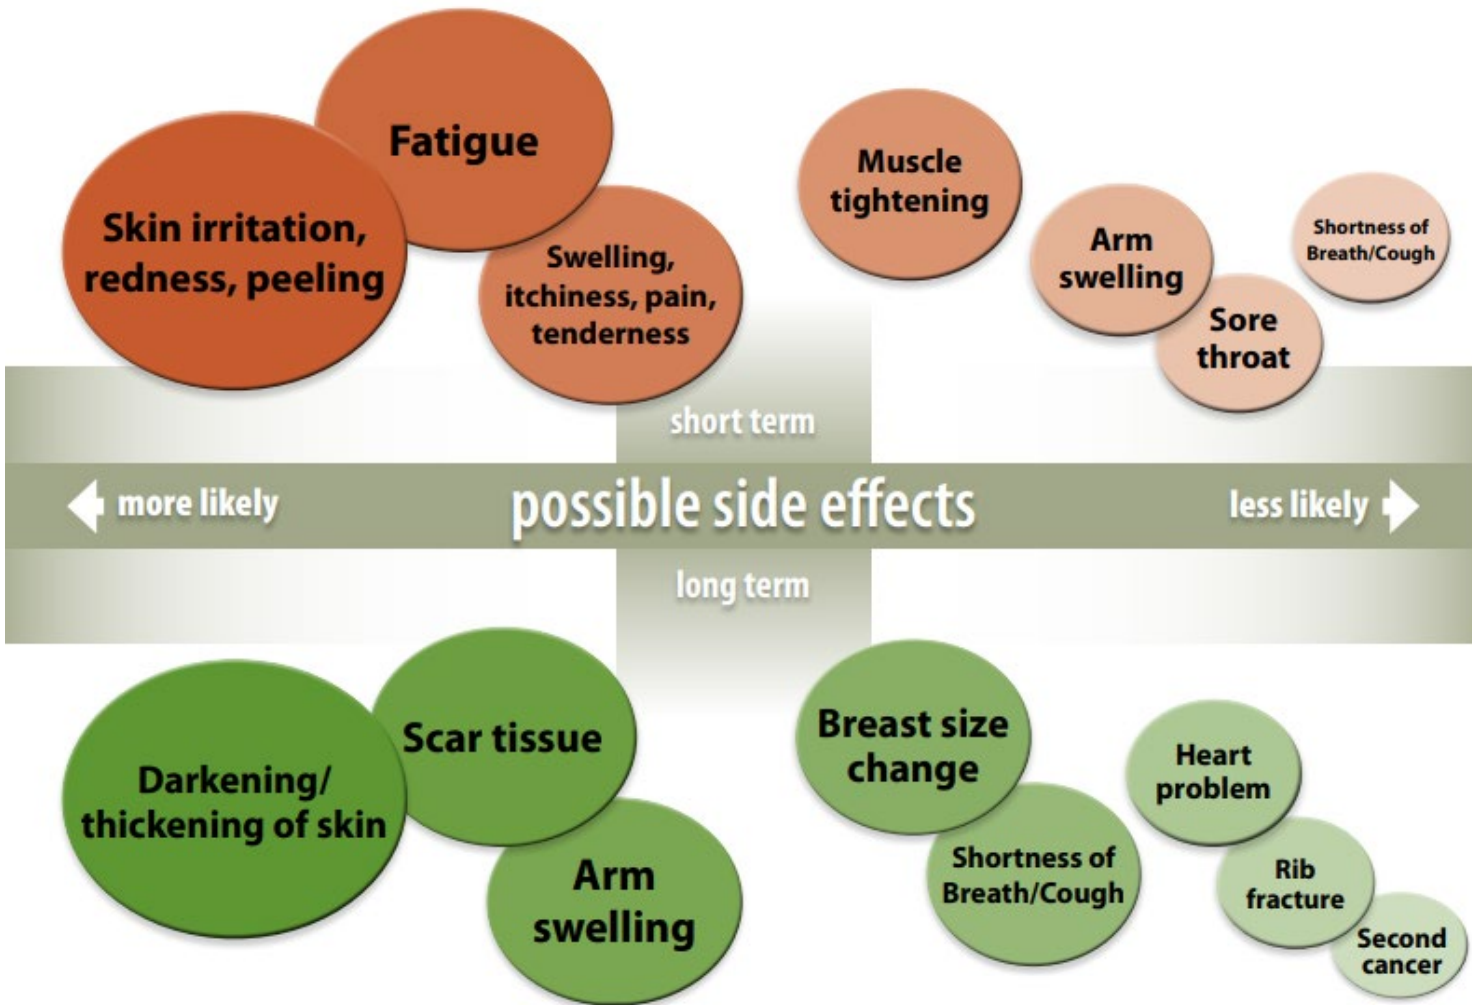 Fatigue
Skin irritation,
redness, peeling
Swelling,
itchiness, pain,
tenderness
Muscle
tightening
Arm
swelling
Sore
throat
Shortness of
Breath/Cough
short term
more likely
possible side effects
less likely
long term
Darkening/
thickening of skin
Scar tissue
Arm
swelling
Breast size
change
Shortness of
Breath/Cough
Heart
problem
Rib
fracture
Second
cancer